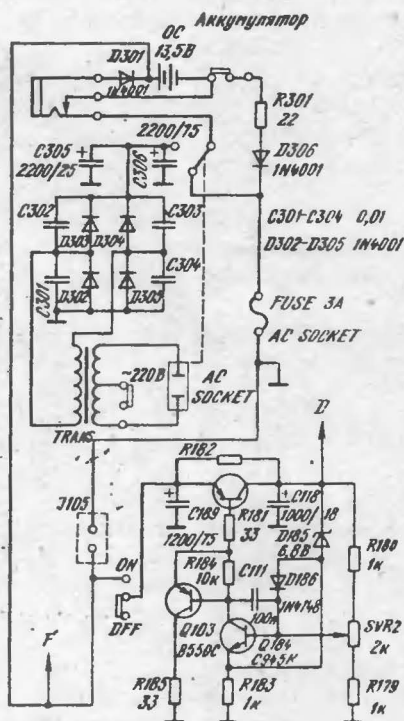 Аккумулятор
ОС
13,5В
D301
1N4001
R301
22
2200/75
C305
2200/25
C306
D306
1N4001
C302
C303
D303
D304
C301-C304 0,01
D302-D305 1N4001
C304
C301
D302
D305
FUSE 3A
AC SOCKET
~220В
AC
SOCKET
TRANS
D
R182
J105
C189
1200/75
R181
33
C118
1000/18
D185
6,8В
R180
1к
ON
OFF
R184
10к
C111
100н
D186
1N4148
SVR2
2к
F
Q103
B550C
Q184
C945K
R185
33
R183
1к
R179
1к